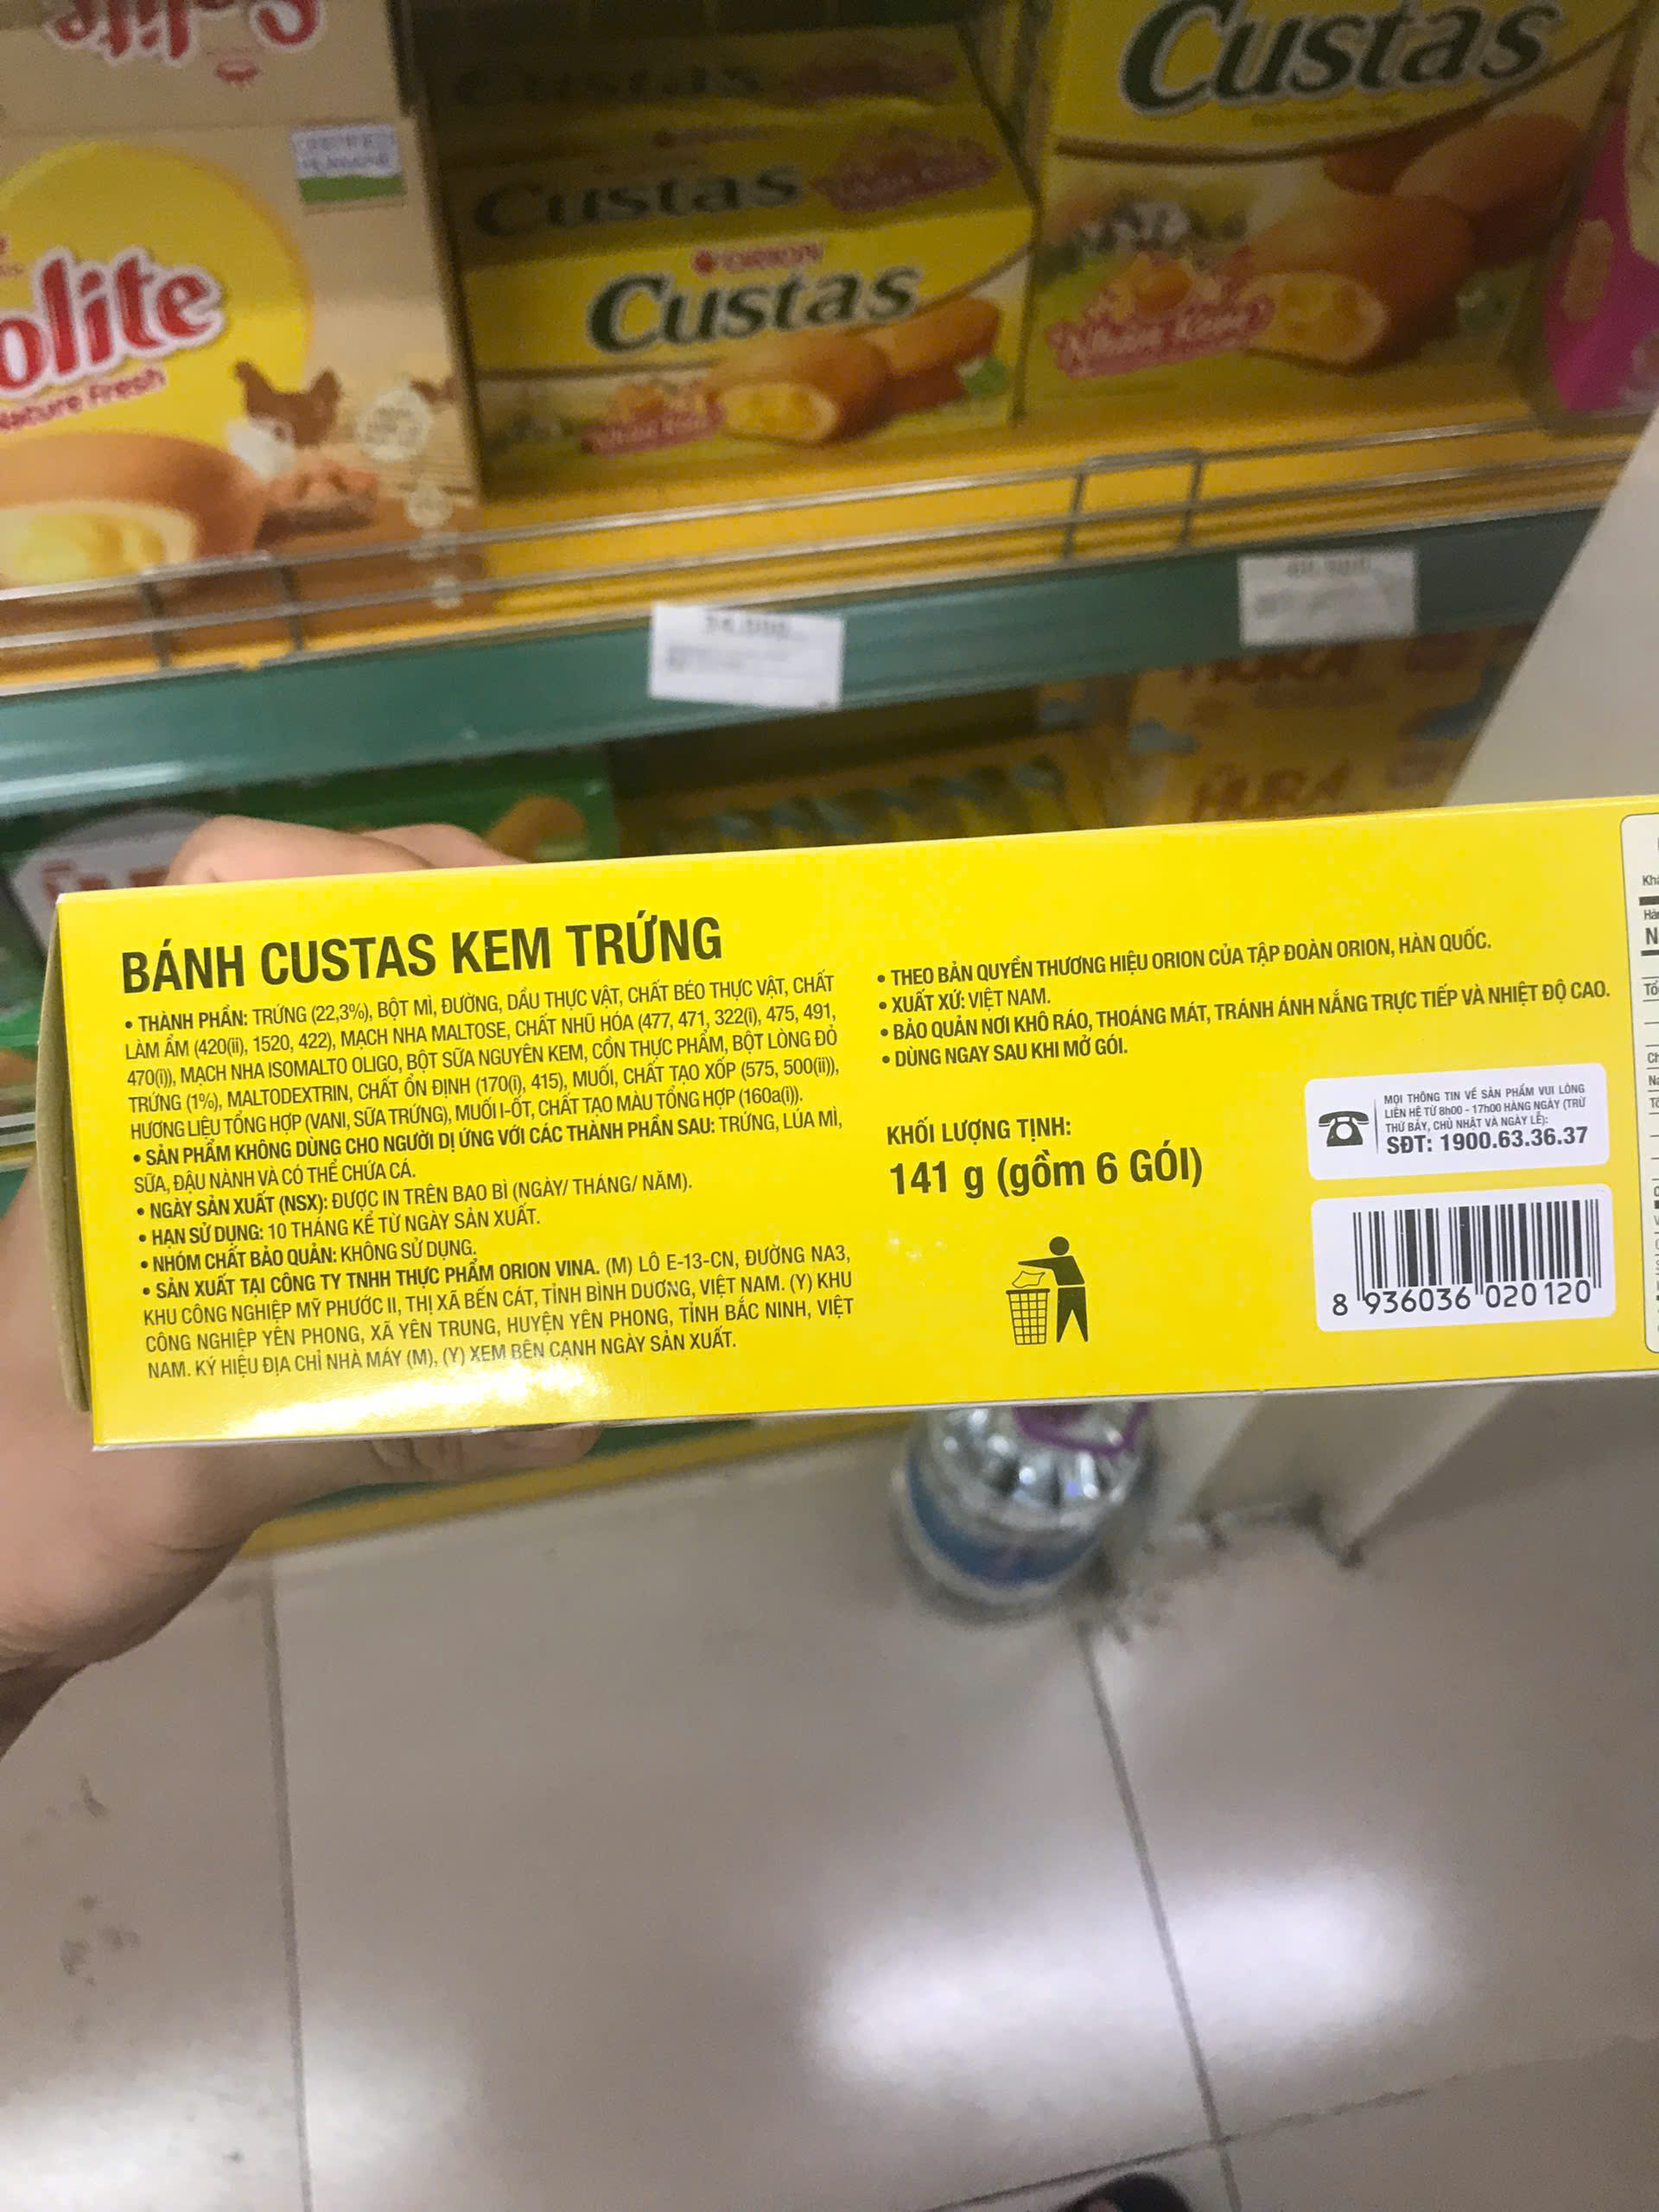 Custas
Custas
ORION
Custas
olite
Nature Fresh
BÁNH CUSTAS KEM TRỨNG
• THÀNH PHẦN: TRỨNG (22,3%), BỘT MÌ, ĐƯỜNG, DẦU THỰC VẬT, CHẤT BÉO THỰC VẬT, CHẤT
LÀM ẨM (420(ii), 1520, 422), MẠCH NHA MALTOSE, CHẤT NHŨ HÓA (477, 471, 322(i), 475, 491,
470(i)), MẠCH NHA ISOMALTO OLIGO, BỘT SỮA NGUYÊN KEM, CỒN THỰC PHẨM, BỘT LÒNG ĐỎ
TRỨNG (1%), MALTODEXTRIN, CHẤT ỔN ĐỊNH (170(i), 415), MUỐI, CHẤT TẠO XỐP (575, 500(ii)),
HƯƠNG LIỆU TỔNG HỢP (VANI, SỮA TRỨNG), MUỐI I-ỐT, CHẤT TẠO MÀU TỔNG HỢP (160a(i)).
• SẢN PHẨM KHÔNG DÙNG CHO NGƯỜI DỊ ỨNG VỚI CÁC THÀNH PHẦN SAU: TRỨNG, LÚA MÌ,
SỮA, ĐẬU NÀNH VÀ CÓ THỂ CHỨA CÁ.
• NGÀY SẢN XUẤT (NSX): ĐƯỢC IN TRÊN BAO BÌ (NGÀY/ THÁNG/ NĂM).
• HẠN SỬ DỤNG: 10 THÁNG KỂ TỪ NGÀY SẢN XUẤT.
• NHÓM CHẤT BẢO QUẢN: KHÔNG SỬ DỤNG.
• SẢN XUẤT TẠI CÔNG TY TNHH THỰC PHẨM ORION VINA. (M) LÔ E-13-CN, ĐƯỜNG NA3,
KHU CÔNG NGHIỆP MỸ PHƯỚC II, THỊ XÃ BẾN CÁT, TỈNH BÌNH DƯƠNG, VIỆT NAM. (Y) KHU
CÔNG NGHIỆP YÊN PHONG, XÃ YÊN TRUNG, HUYỆN YÊN PHONG, TỈNH BẮC NINH, VIỆT
NAM. KÝ HIỆU ĐỊA CHỈ NHÀ MÁY (M), (Y) XEM BÊN CẠNH NGÀY SẢN XUẤT.
• THEO BẢN QUYỀN THƯƠNG HIỆU ORION CỦA TẬP ĐOÀN ORION, HÀN QUỐC.
• XUẤT XỨ: VIỆT NAM.
• BẢO QUẢN NƠI KHÔ RÁO, THOÁNG MÁT, TRÁNH ÁNH NẮNG TRỰC TIẾP VÀ NHIỆT ĐỘ CAO.
• DÙNG NGAY SAU KHI MỞ GÓI.
KHỐI LƯỢNG TỊNH:
141 g (gồm 6 GÓI)
MỌI THÔNG TIN VỀ SẢN PHẨM VUI LÒNG
LIÊN HỆ TỪ 8h00 - 17h00 HÀNG NGÀY (TRỪ
THỨ BẢY, CHỦ NHẬT VÀ NGÀY LỄ):
SĐT: 1900.63.36.37
8 936036 020120